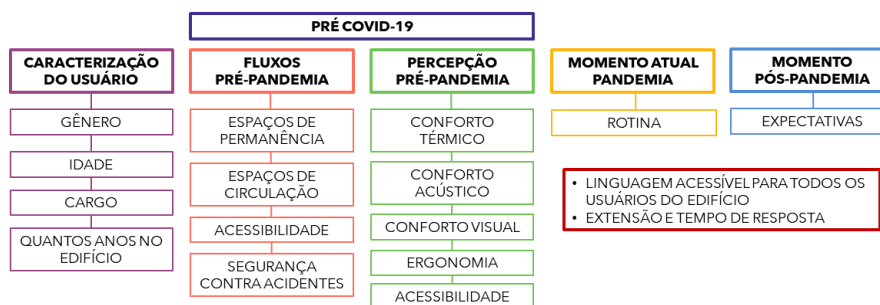 PRÉ COVID-19
CARACTERIZAÇÃO
DO USUÁRIO
GÊNERO
IDADE
CARGO
QUANTOS ANOS NO
EDIFÍCIO
FLUXOS
PRÉ-PANDEMIA
ESPAÇOS DE
PERMANÊNCIA
ESPAÇOS DE
CIRCULAÇÃO
ACESSIBILIDADE
SEGURANÇA
CONTRA ACIDENTES
PERCEPÇÃO
PRÉ-PANDEMIA
CONFORTO
TÉRMICO
CONFORTO
ACÚSTICO
CONFORTO VISUAL
ERGONOMIA
ACESSIBILIDADE
MOMENTO ATUAL
PANDEMIA
ROTINA
MOMENTO
PÓS-PANDEMIA
EXPECTATIVAS
• LINGUAGEM ACESSÍVEL PARA TODOS OS
USUÁRIOS DO EDIFÍCIO
• EXTENSÃO E TEMPO DE RESPOSTA